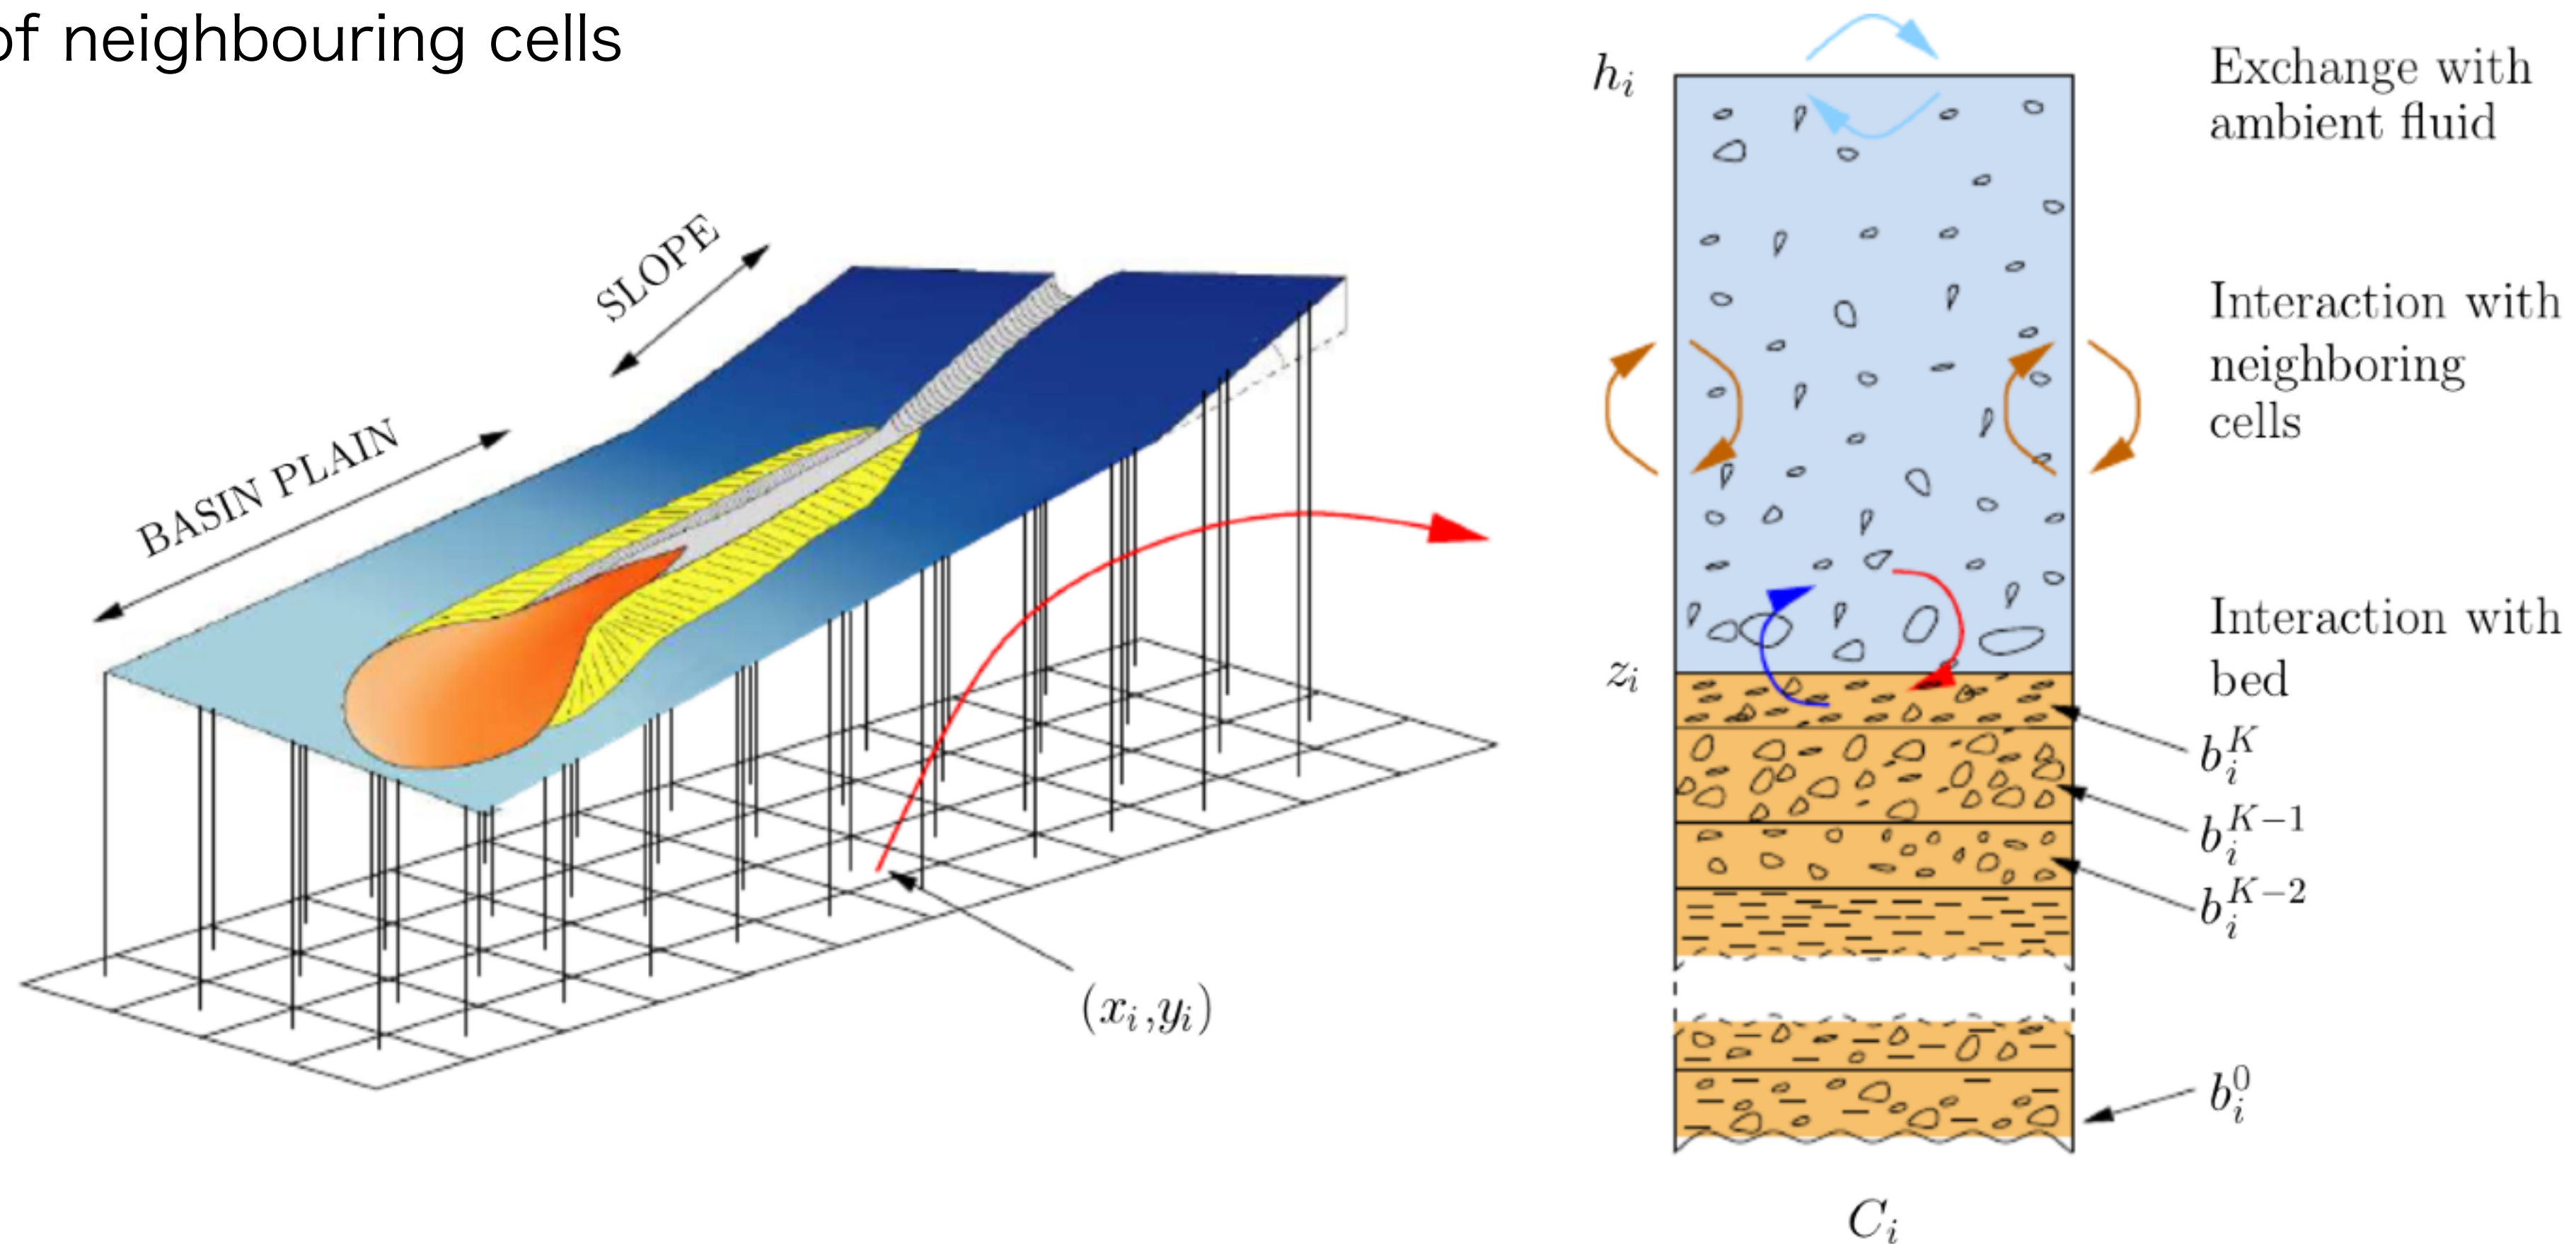 of neighbouring cells
SLOPE
BASIN PLAIN
(x_i,y_i)
h_i
Exchange with
ambient fluid
Interaction with
neighboring
cells
Interaction with
bed
z_i
b_i^K
b_i^{K-1}
b_i^{K-2}
b_i^0
C_i